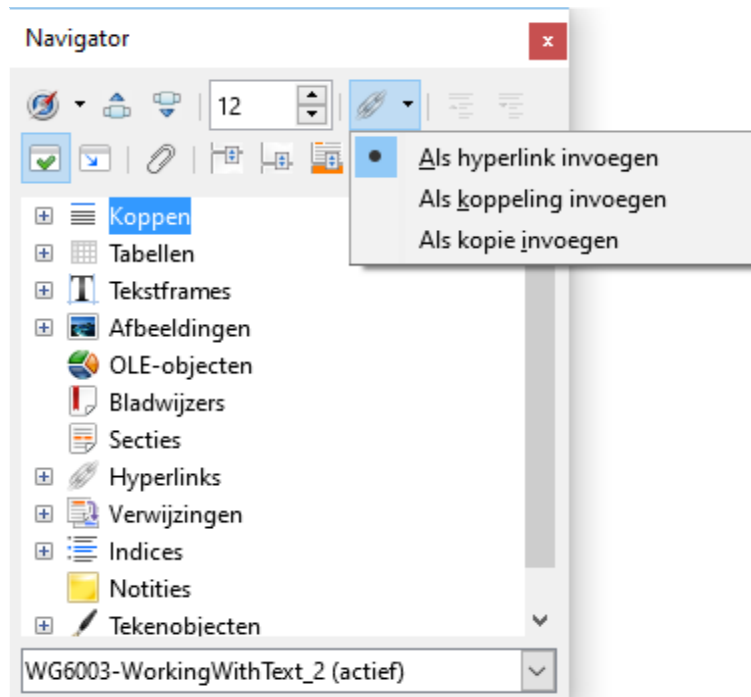 Navigator
x
12
Als hyperlink invoegen
Als koppeling invoegen
Als kopie invoegen
Koppen
Tabellen
Tekstframes
Afbeeldingen
OLE-objecten
Bladwijzers
Secties
Hyperlinks
Verwijzingen
Indices
Notities
Tekenobjecten
WG6003-WorkingWithText_2 (actief)